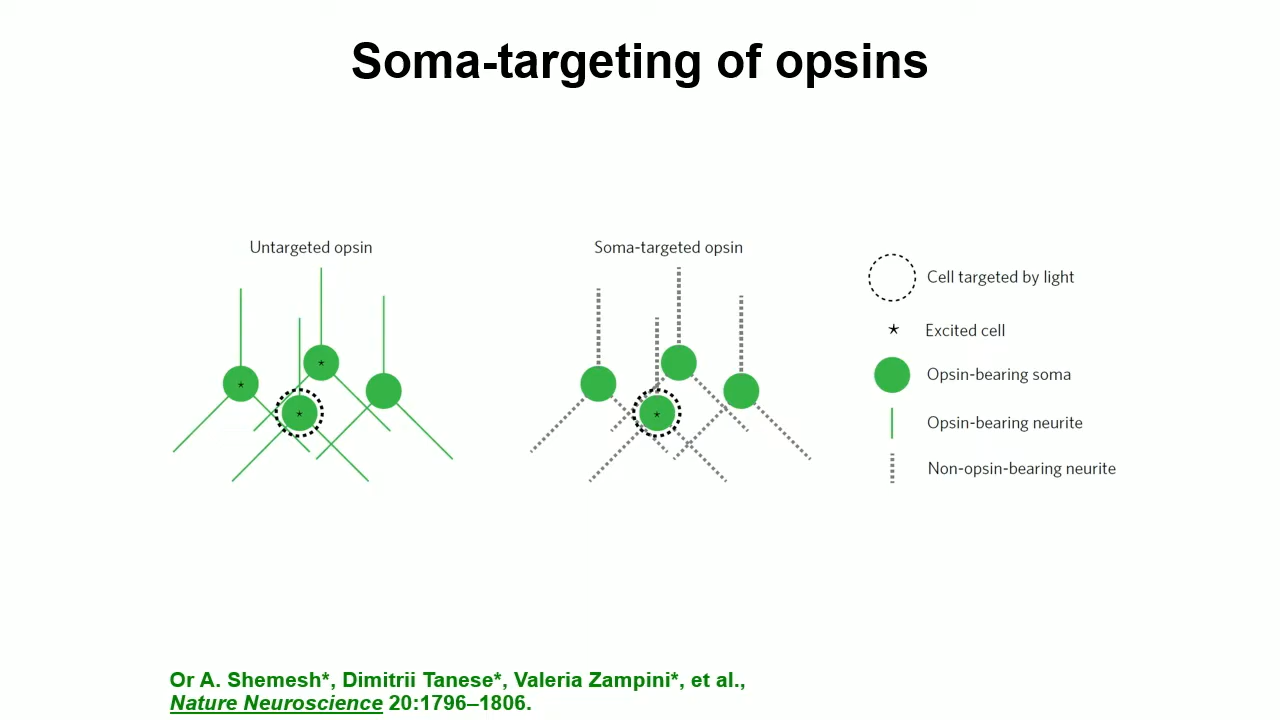 Soma-targeting of opsins
Untargeted opsin
Soma-targeted opsin
Cell targeted by light
Excited cell
Opsin-bearing soma
Opsin-bearing neurite
Non-opsin-bearing neurite
Or A. Shemesh*, Dimitrii Tanese*, Valeria Zampini*, et al.,
Nature Neuroscience 20:1796–1806.